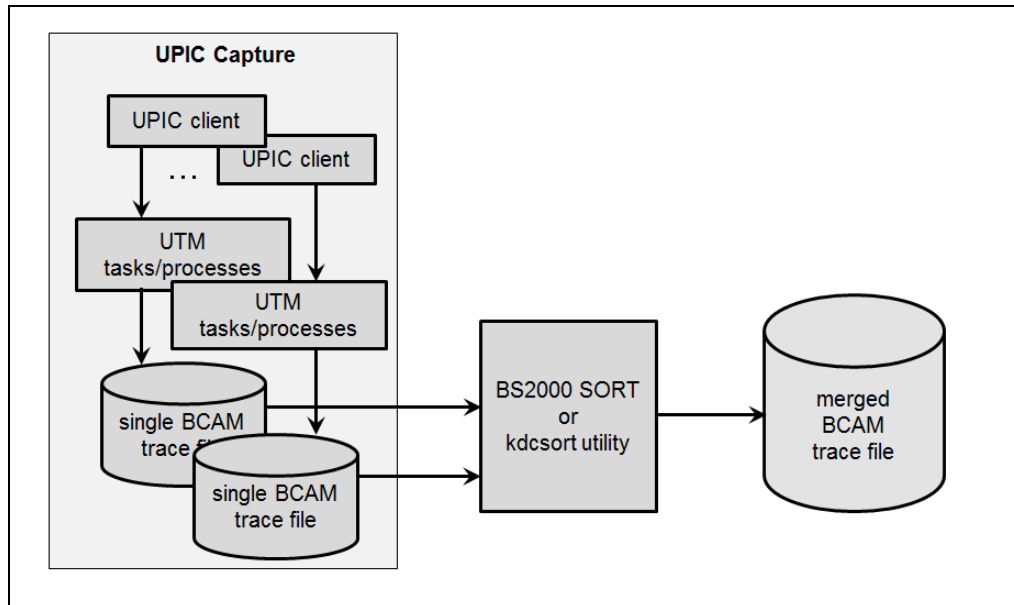 UPIC Capture
UPIC client
UPIC client
...
UTM
tasks/processes
UTM
tasks/processes
single BCAM
trace file
single BCAM
trace file
BS2000 SORT
or
kdcsort utility
merged
BCAM
trace file